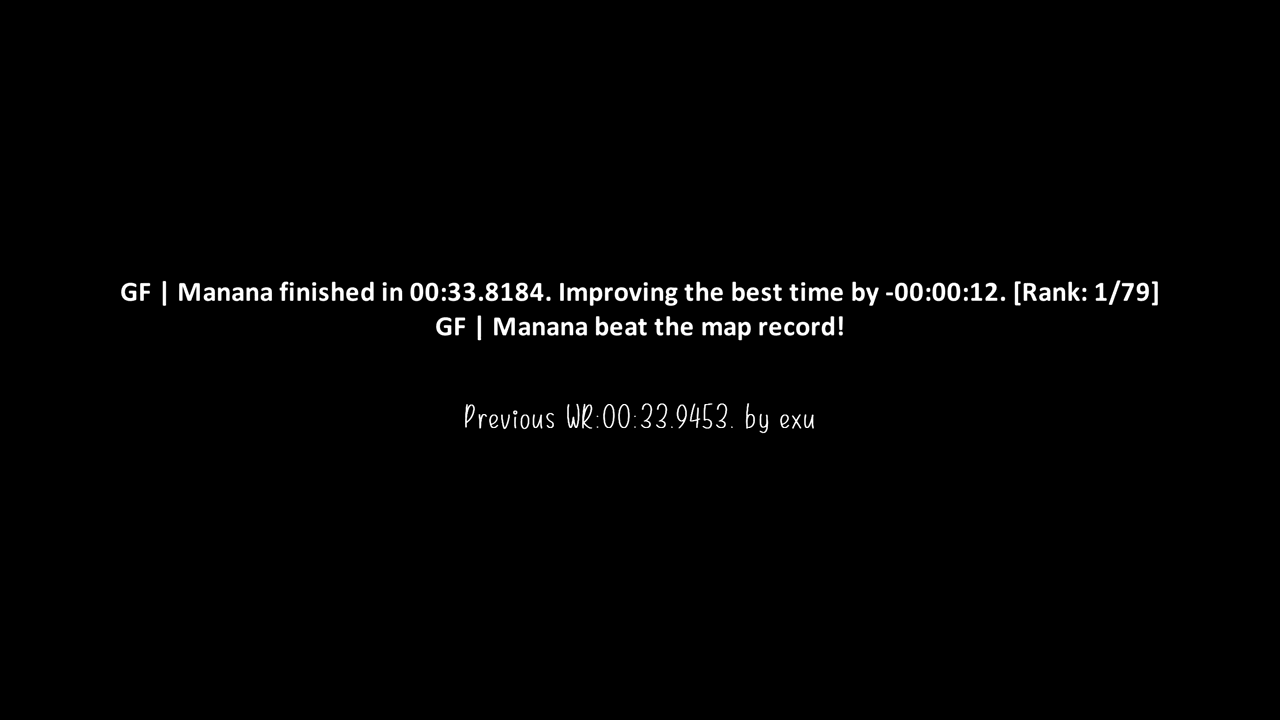 GF | Manana finished in 00:33.8184. Improving the best time by -00:00:12. [Rank: 1/79]
GF | Manana beat the map record!
Previous WR:00:33.9453. by exu